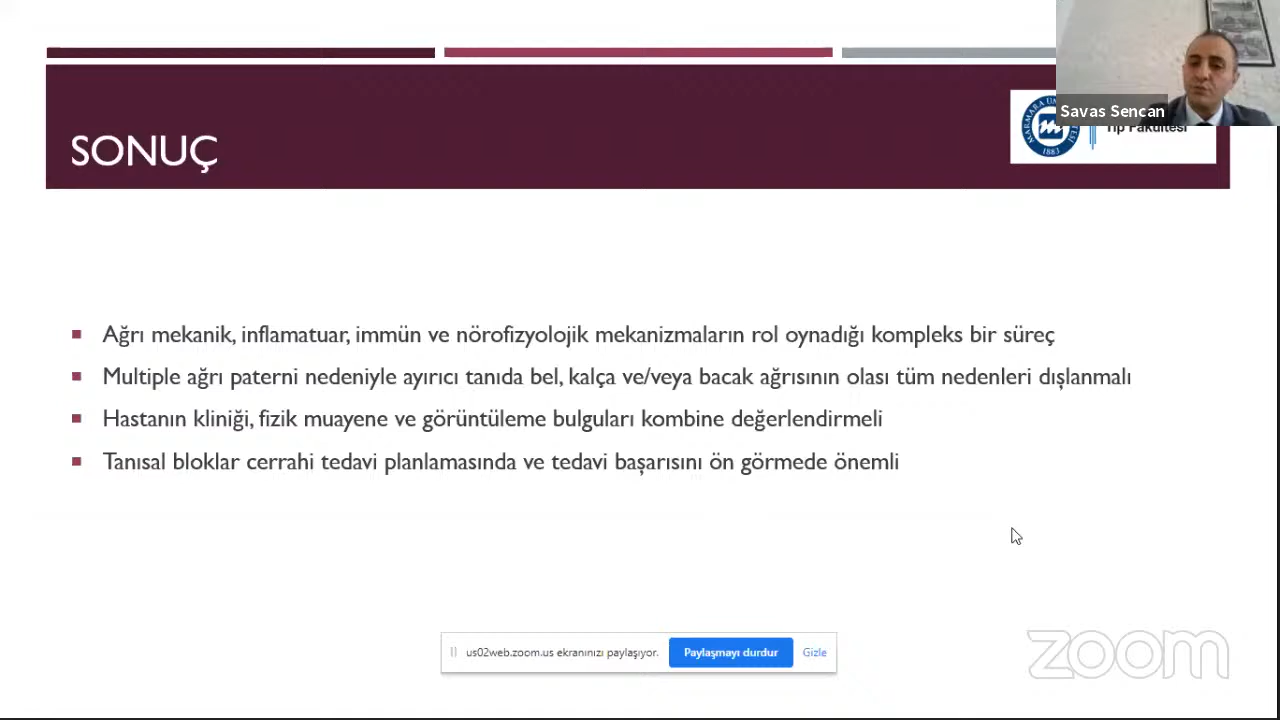 Savas Sencan
MARMARA ÜN
1883
Tıp Fakültesi
SONUÇ
Ağrı mekanik, inflamatuar, immün ve nörofizyolojik mekanizmaların rol oynadığı kompleks bir süreç
Multiple ağrı paterni nedeniyle ayırıcı tanıda bel, kalça ve/veya bacak ağrısının olası tüm nedenleri dışlanmalı
Hastanın kliniği, fizik muayene ve görüntüleme bulguları kombine değerlendirmeli
Tanısal bloklar cerrahi tedavi planlamasında ve tedavi başarısını ön görmede önemli
us02web.zoom.us ekranınızı paylaşıyor.
Paylaşmayı durdur
Gizle
zoom